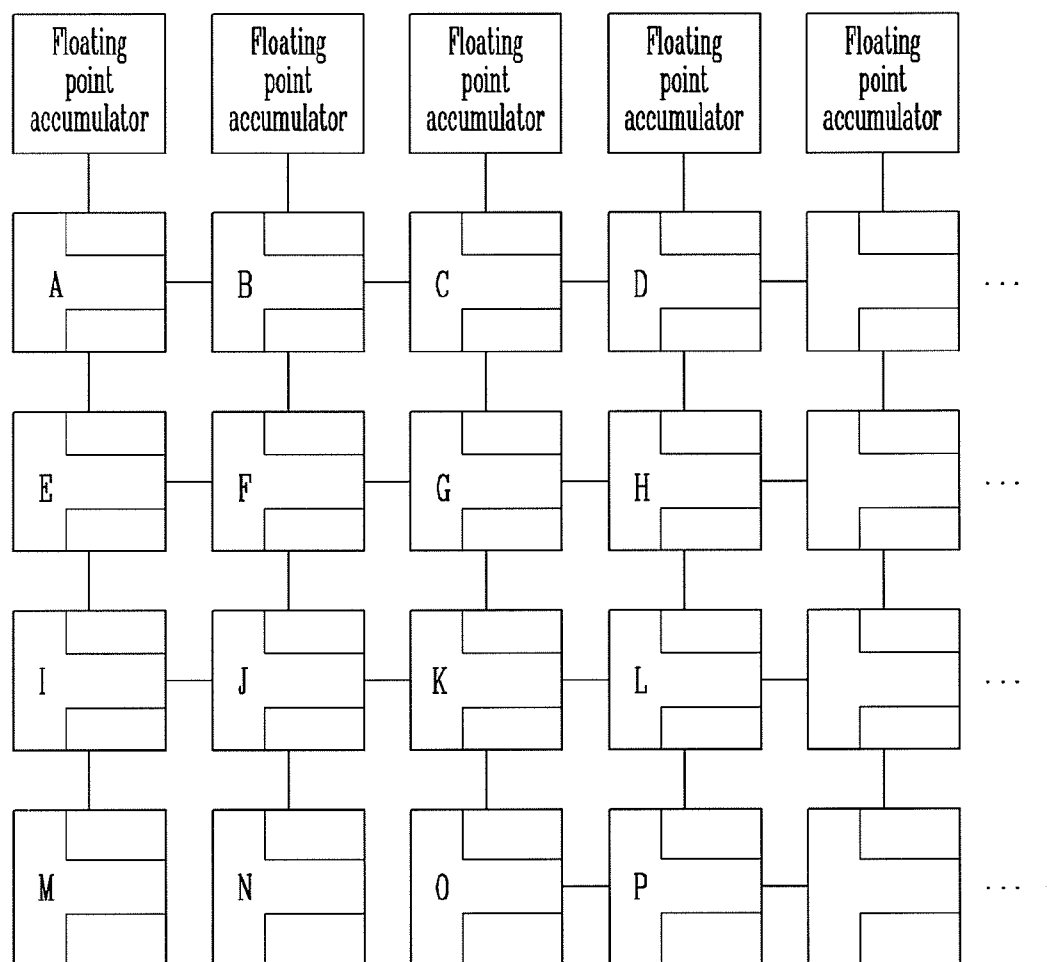 Floating point accumulator
Floating point accumulator
Floating point accumulator
Floating point accumulator
Floating point accumulator
A B C D ...
E F G H ...
I J K L ...
M N O P ...